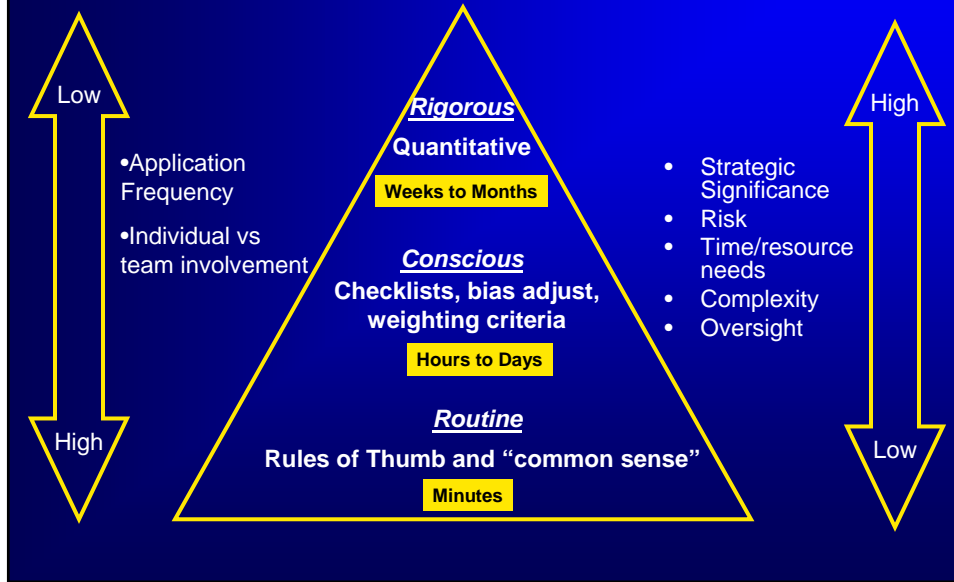 Low
•Application
Frequency
•Individual vs
team involvement
High
Rigorous
Quantitative
Weeks to Months
Conscious
Checklists, bias adjust,
weighting criteria
Hours to Days
Routine
Rules of Thumb and “common sense”
Minutes
High
• Strategic
Significance
• Risk
• Time/resource
needs
• Complexity
• Oversight
Low